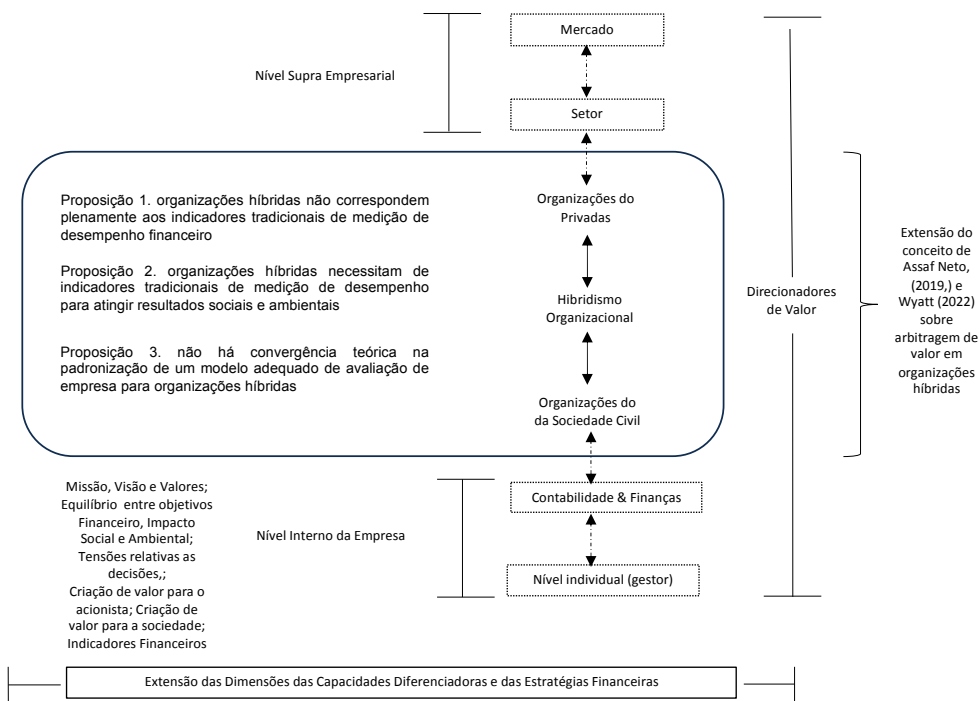 Mercado
Nível Supra Empresarial
Setor
Proposição 1. organizações híbridas não correspondem
plenamente aos indicadores tradicionais de medição de
desempenho financeiro
Proposição 2. organizações híbridas necessitam de
indicadores tradicionais de medição de desempenho
para atingir resultados sociais e ambientais
Proposição 3. não há convergência teórica na
padronização de um modelo adequado de avaliação de
empresa para organizações híbridas
Organizações do
Privadas
Hibridismo
Organizacional
Organizações do
da Sociedade Civil
Direcionadores
de Valor
Extensão do
conceito de
Assaf Neto,
(2019,) e
Wyatt (2022)
sobre
arbitragem de
valor em
organizações
híbridas
Missão, Visão e Valores;
Equilíbrio entre objetivos
Financeiro, Impacto
Social e Ambiental;
Tensões relativas as
decisões,;
Criação de valor para o
acionista; Criação de
valor para a sociedade;
Indicadores Financeiros
Nível Interno da Empresa
Contabilidade & Finanças
Nível individual (gestor)
Extensão das Dimensões das Capacidades Diferenciadoras e das Estratégias Financeiras